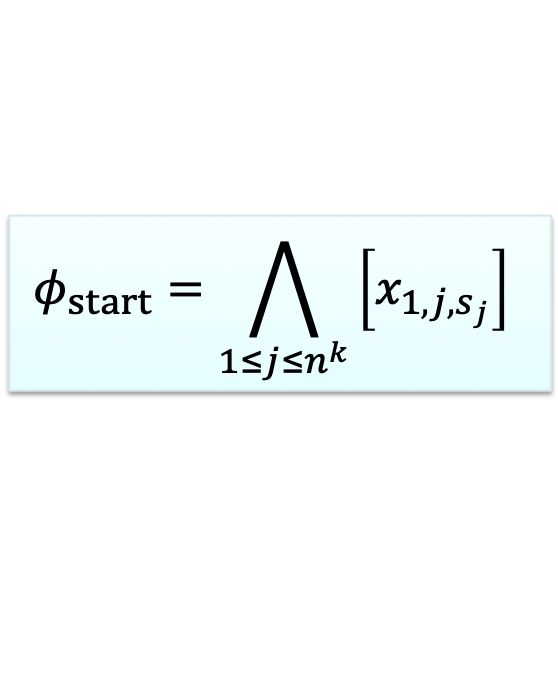 ϕ_start = ⋀_{1≤j≤n^k} [x_{1,j,s_j}]